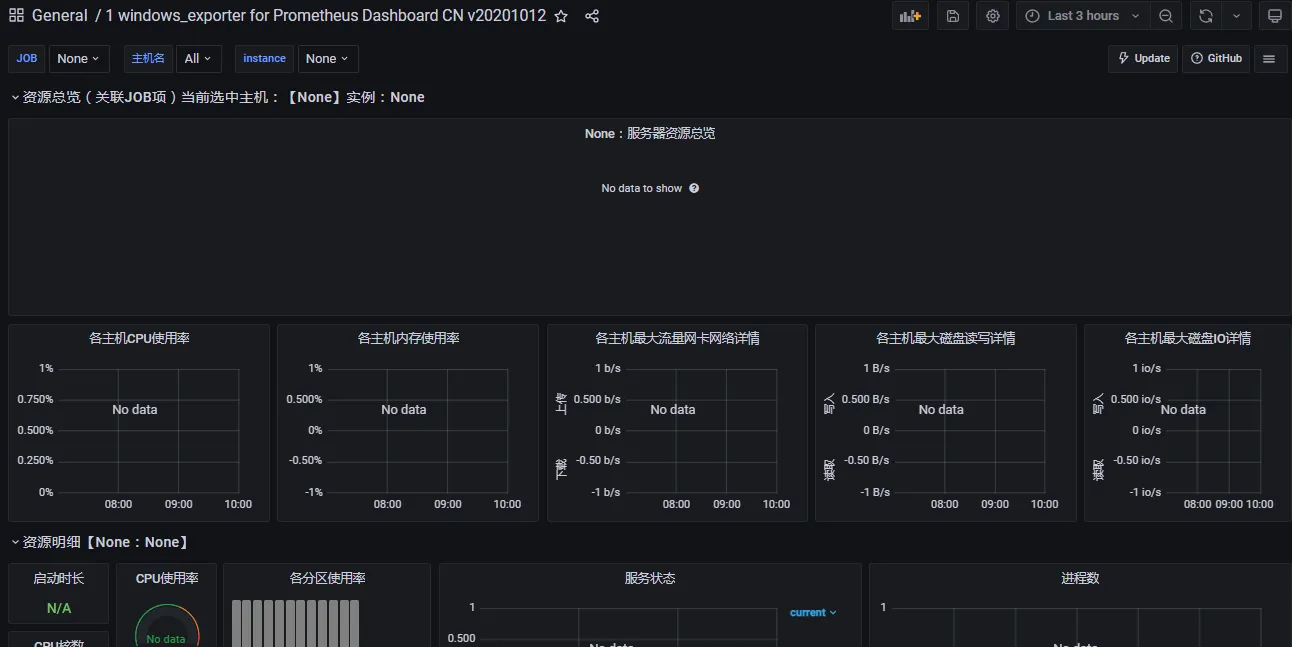 General / 1 windows_exporter for Prometheus Dashboard CN v20201012
Last 3 hours
JOB None 主机名 All instance None
Update GitHub
资源总览（关联JOB项）当前选中主机：【None】实例：None
None：服务器资源总览
No data to show
各主机CPU使用率
1%
0.750%
0.500%
0.250%
0%
No data
08:00 09:00 10:00
各主机内存使用率
1%
0.500%
0%
-0.50%
-1%
No data
08:00 09:00 10:00
各主机最大流量网卡网络详情
上传
下载
1 b/s
0.500 b/s
0 b/s
-0.50 b/s
-1 b/s
No data
08:00 09:00 10:00
各主机最大磁盘读写详情
写入
读取
1 B/s
0.500 B/s
0 B/s
-0.50 B/s
-1 B/s
No data
08:00 09:00 10:00
各主机最大磁盘IO详情
写入
读取
1 io/s
0.500 io/s
0 io/s
-0.50 io/s
-1 io/s
No data
08:00 09:00 10:00
资源明细【None：None】
启动时长
N/A
CPU核数
CPU使用率
No data
各分区使用率
服务状态
1
0.500
No data
current
进程数
1
No data